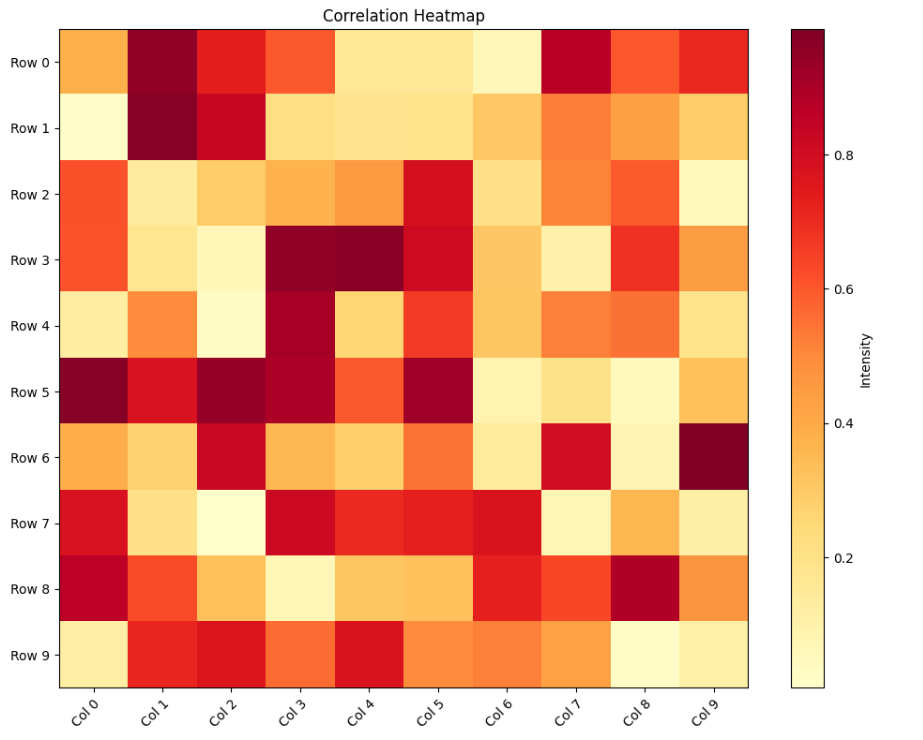 Correlation Heatmap
Row 0
Row 1
Row 2
Row 3
Row 4
Row 5
Row 6
Row 7
Row 8
Row 9
Col 0
Col 1
Col 2
Col 3
Col 4
Col 5
Col 6
Col 7
Col 8
Col 9
0.8
0.6
0.4
0.2
Intensity